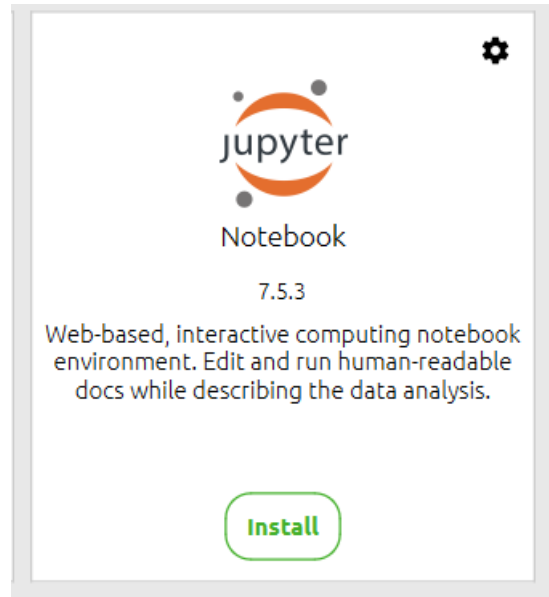 jupyter
Notebook
7.5.3
Web-based, interactive computing notebook
environment. Edit and run human-readable
docs while describing the data analysis.
Install